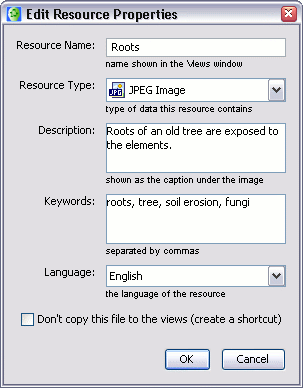 Edit Resource Properties
Resource Name: Roots
name shown in the Views window
Resource Type: JPEG Image
type of data this resource contains
Description: Roots of an old tree are exposed to
the elements.
shown as the caption under the image
Keywords: roots, tree, soil erosion, fungi
separated by commas
Language: English
the language of the resource
Don't copy this file to the views (create a shortcut)
OK Cancel